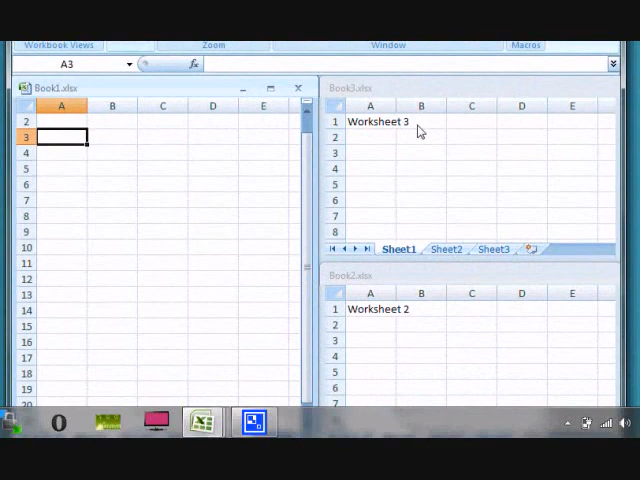 Workbook Views Zoom Window Macros
A3 fx
Book1.xlsx
A B C D E
2
3
4
5
6
7
8
9
10
11
12
13
14
15
16
17
18
19
20
Book3.xlsx
A B C D E
1 Worksheet 3
2
3
4
5
6
7
8
Sheet1 Sheet2 Sheet3
Book2.xlsx
A B C D E
1 Worksheet 2
2
3
4
5
6
7